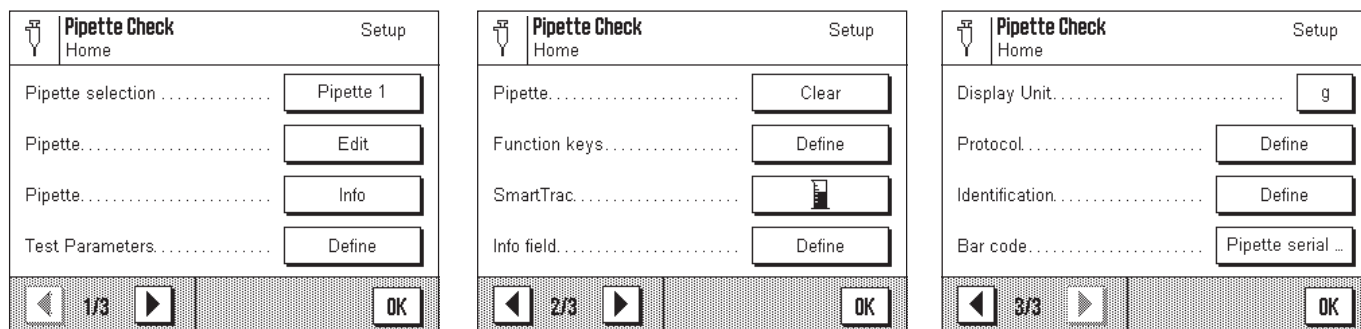 Pipette Check
Home
Setup
Pipette selection .............. Pipette 1
Pipette........................ Edit
Pipette........................ Info
Test Parameters............. Define
1/3
OK
Pipette Check
Home
Setup
Pipette........................ Clear
Function keys................. Define
SmartTrac.....................
Info field....................... Define
2/3
OK
Pipette Check
Home
Setup
Display Unit............................. g
Protocol....................... Define
Identification................... Define
Bar code...................... Pipette serial ...
3/3
OK